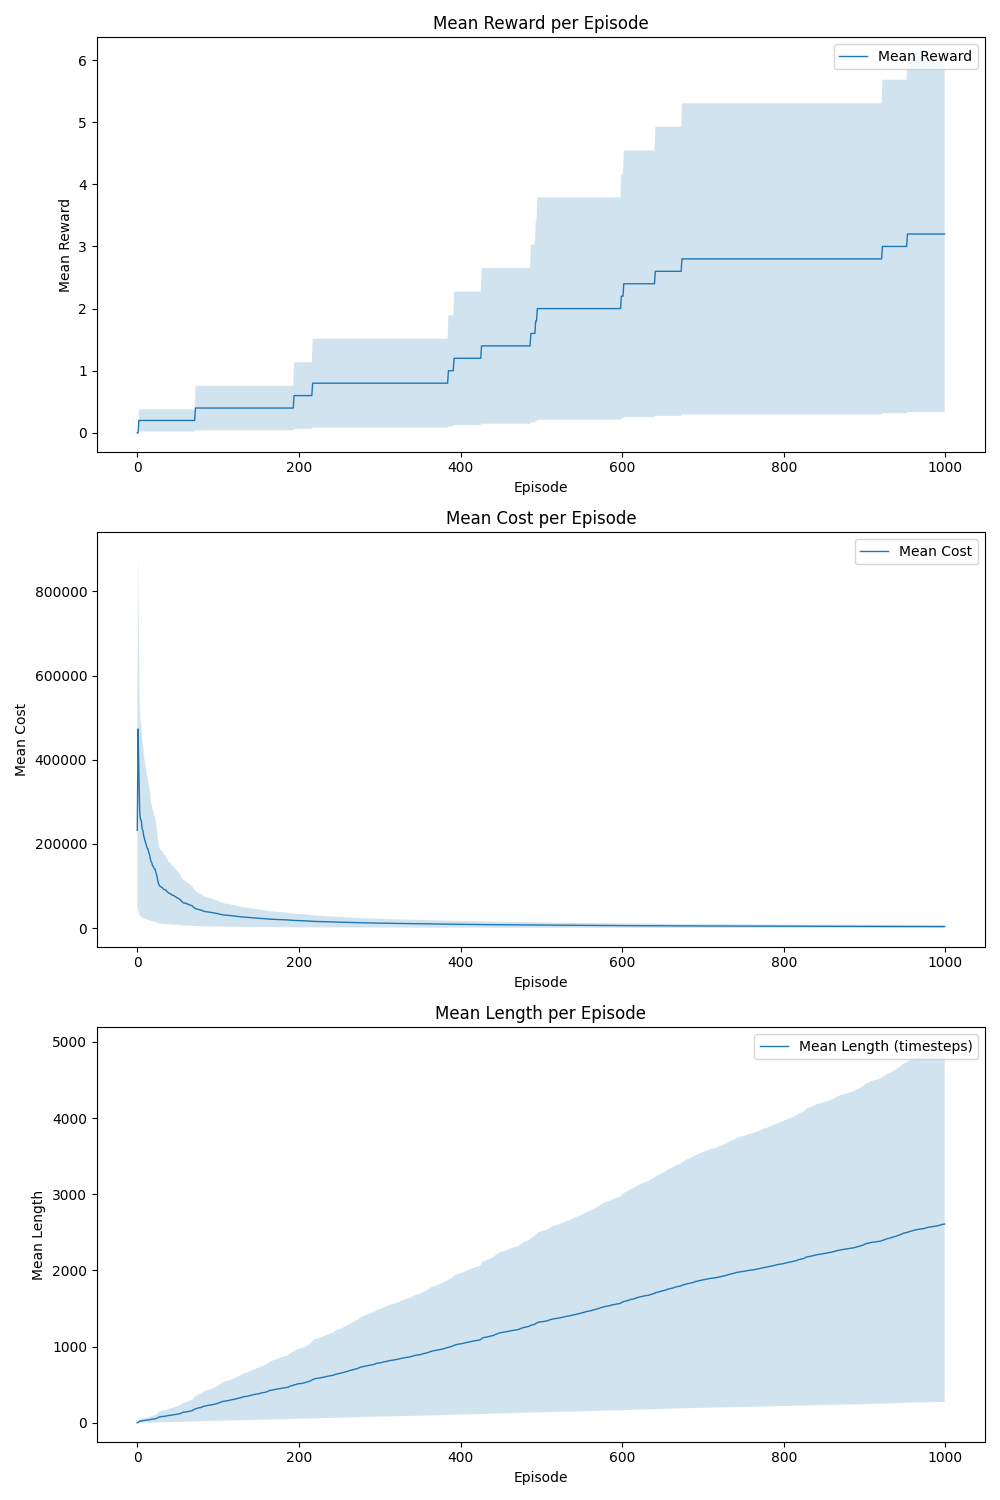 Mean Reward per Episode
Mean Reward
6
5
4
3
2
1
0
Mean Reward
0 200 400 600 800 1000
Episode
Mean Cost per Episode
Mean Cost
800000
600000
400000
200000
0
Mean Cost
0 200 400 600 800 1000
Episode
Mean Length per Episode
Mean Length (timesteps)
5000
4000
3000
2000
1000
0
Mean Length
0 200 400 600 800 1000
Episode